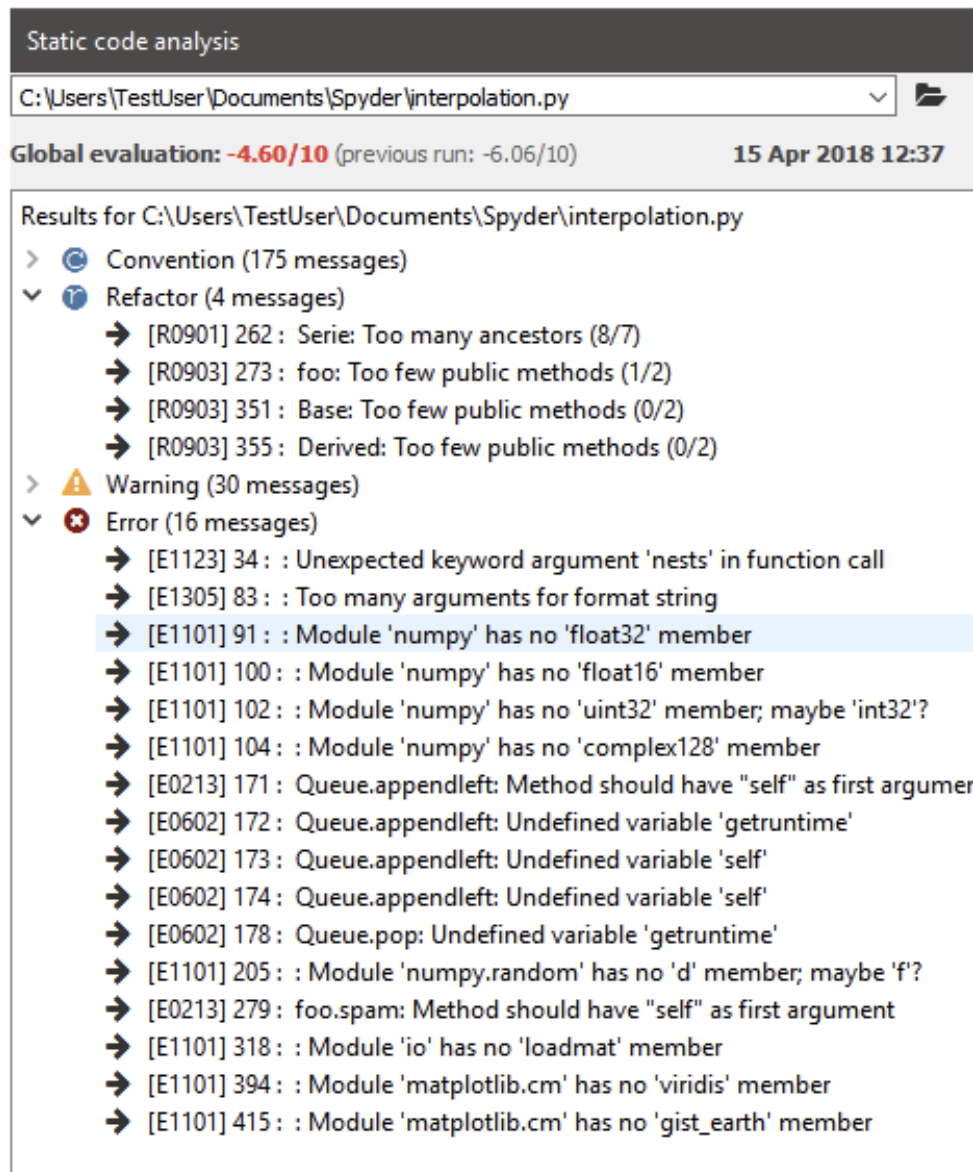 Static code analysis
C:\Users\TestUser\Documents\Spyder\interpolation.py
Global evaluation: -4.60/10 (previous run: -6.06/10) 15 Apr 2018 12:37
Results for C:\Users\TestUser\Documents\Spyder\interpolation.py
Convention (175 messages)
Refactor (4 messages)
[R0901] 262 : Serie: Too many ancestors (8/7)
[R0903] 273 : foo: Too few public methods (1/2)
[R0903] 351 : Base: Too few public methods (0/2)
[R0903] 355 : Derived: Too few public methods (0/2)
Warning (30 messages)
Error (16 messages)
[E1123] 34 : : Unexpected keyword argument 'nests' in function call
[E1305] 83 : : Too many arguments for format string
[E1101] 91 : : Module 'numpy' has no 'float32' member
[E1101] 100 : : Module 'numpy' has no 'float16' member
[E1101] 102 : : Module 'numpy' has no 'uint32' member; maybe 'int32'?
[E1101] 104 : : Module 'numpy' has no 'complex128' member
[E0213] 171 : Queue.appendleft: Method should have "self" as first argumer
[E0602] 172 : Queue.appendleft: Undefined variable 'getruntime'
[E0602] 173 : Queue.appendleft: Undefined variable 'self'
[E0602] 174 : Queue.appendleft: Undefined variable 'self'
[E0602] 178 : Queue.pop: Undefined variable 'getruntime'
[E1101] 205 : : Module 'numpy.random' has no 'd' member; maybe 'f'?
[E0213] 279 : foo.spam: Method should have "self" as first argument
[E1101] 318 : : Module 'io' has no 'loadmat' member
[E1101] 394 : : Module 'matplotlib.cm' has no 'viridis' member
[E1101] 415 : : Module 'matplotlib.cm' has no 'gist_earth' member